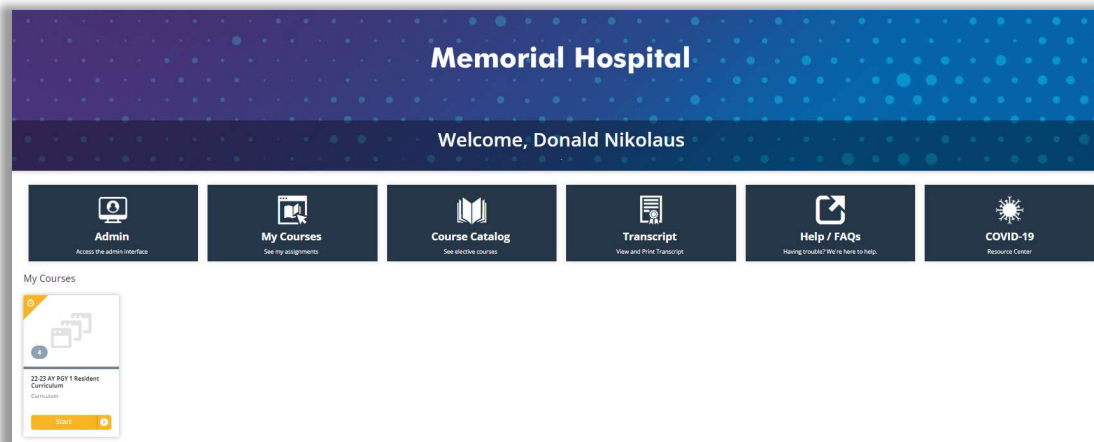 Memorial Hospital
Welcome, Donald Nikolaus
Admin
Access the admin interface
My Courses
See my assignments
Course Catalog
See elective courses
Transcript
View and Print Transcript
Help / FAQs
Having trouble? We're here to help.
COVID-19
Resource Center
My Courses
4
22-23 AY PGY 1 Resident
Curriculum
Curriculum
Start